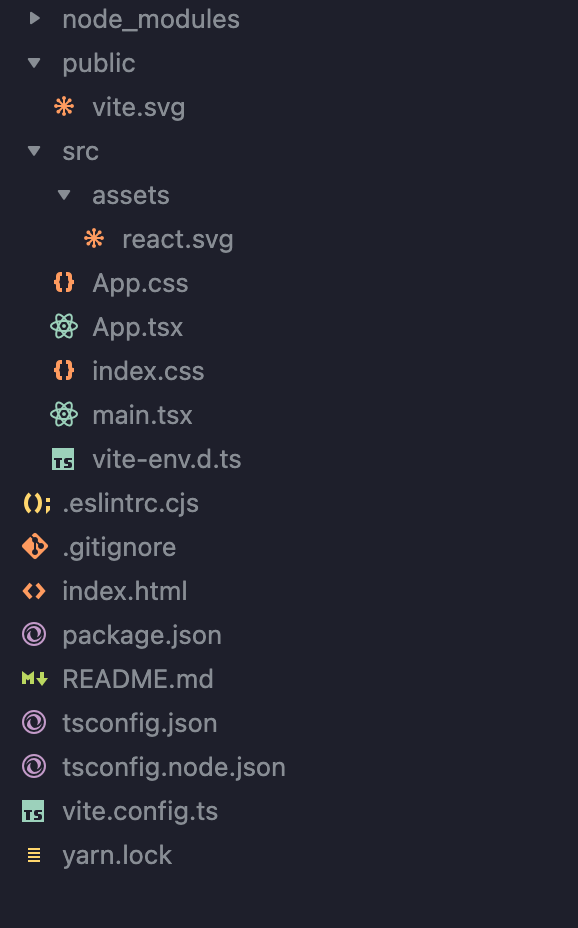 node_modules
public
vite.svg
src
assets
react.svg
App.css
App.tsx
index.css
main.tsx
vite-env.d.ts
.eslintrc.cjs
.gitignore
index.html
package.json
README.md
tsconfig.json
tsconfig.node.json
vite.config.ts
yarn.lock